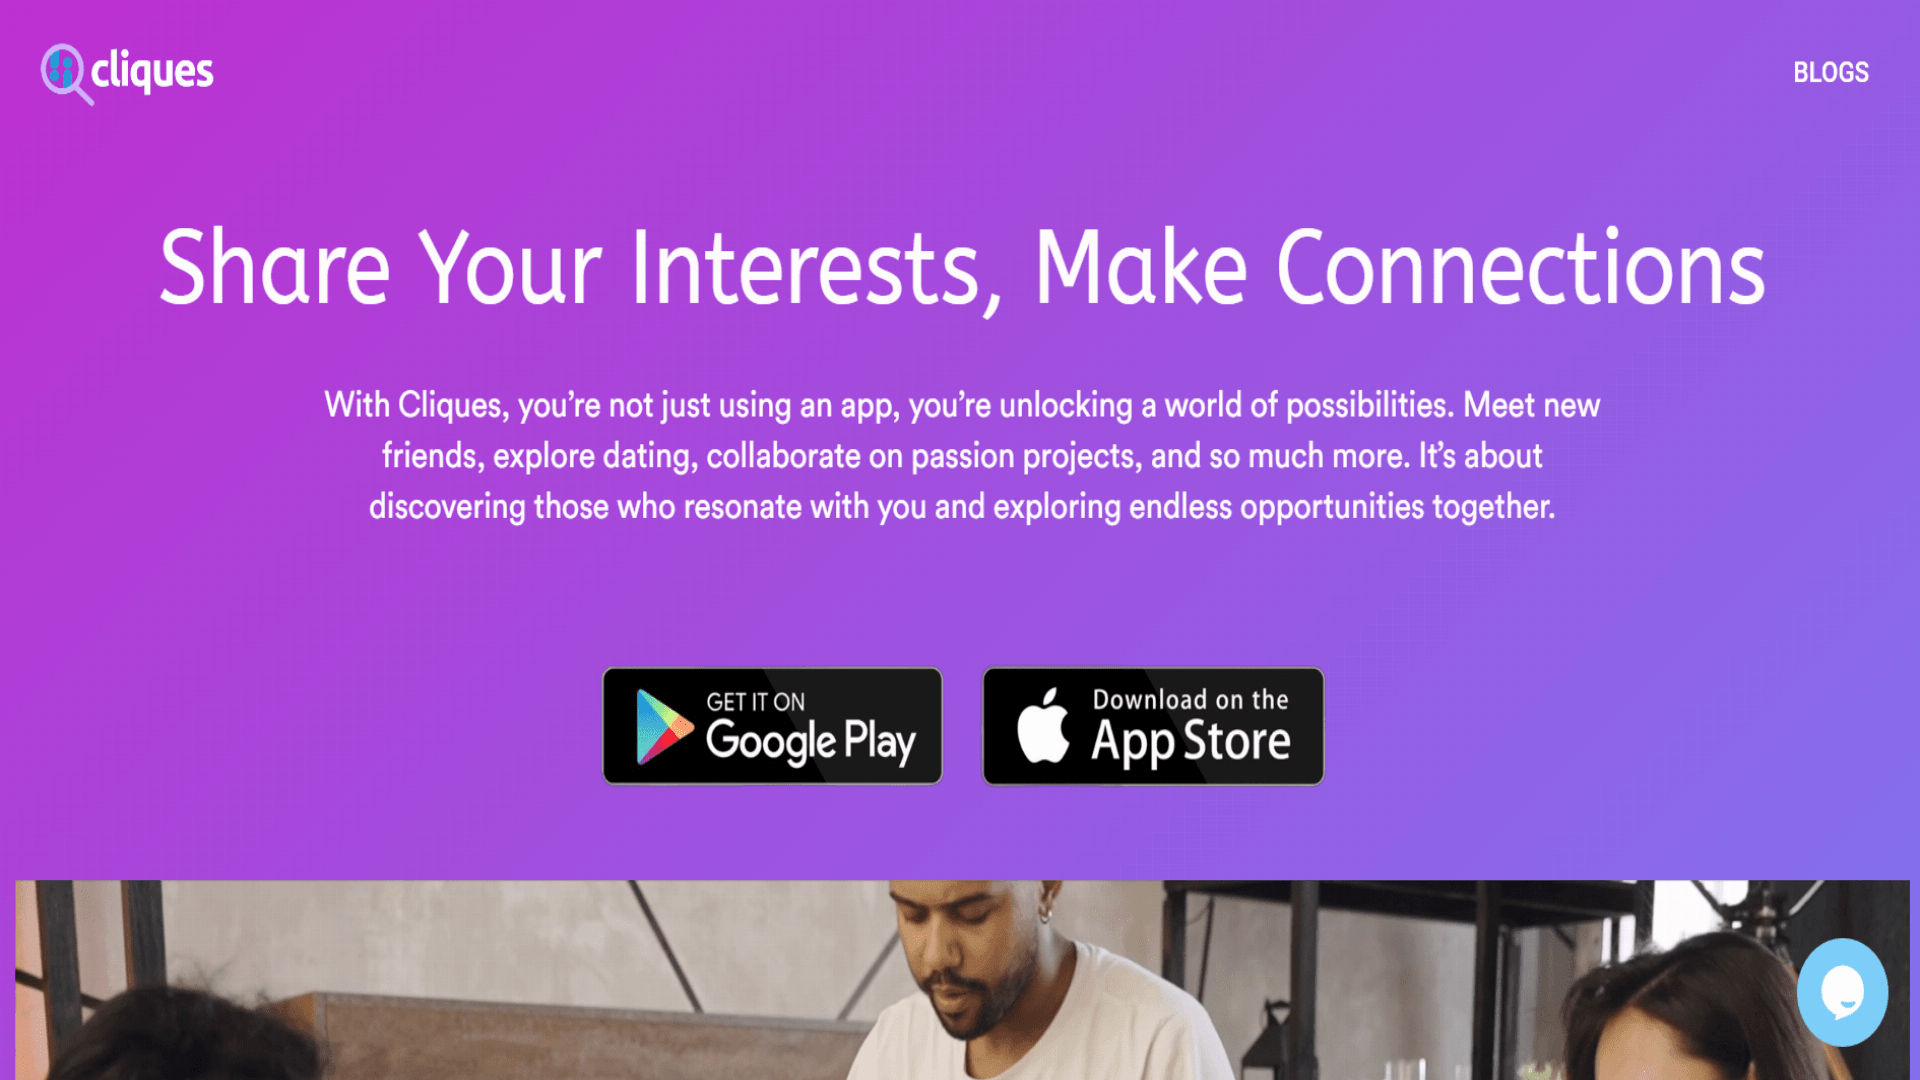 cliques
BLOGS
Share Your Interests, Make Connections
With Cliques, you’re not just using an app, you’re unlocking a world of possibilities. Meet new
friends, explore dating, collaborate on passion projects, and so much more. It’s about
discovering those who resonate with you and exploring endless opportunities together.
GET IT ON
Google Play
Download on the
App Store